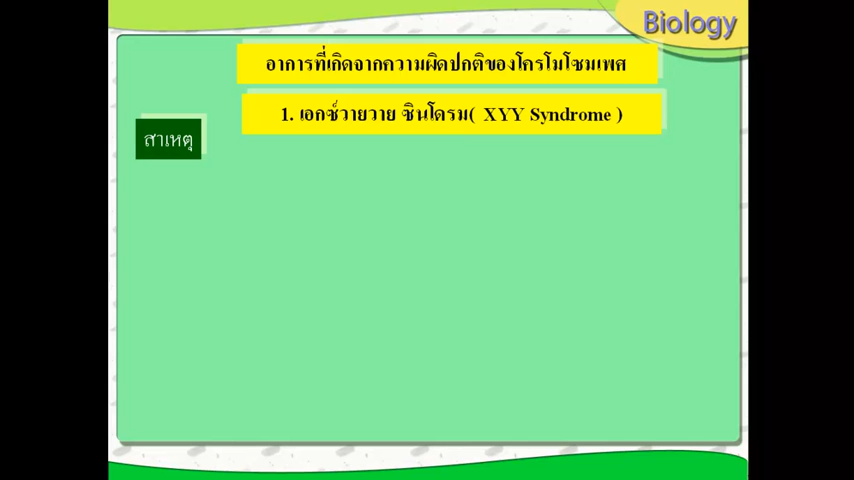 Biology
อาการที่เกิดจากความผิดปกติของโครโมโซมเพศ
1. เอกซ์วายวาย ซินโดรม( XYY Syndrome )
สาเหตุ